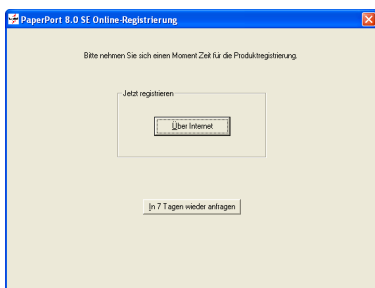 PaperPort 8.0 SE Online-Registrierung
Bitte nehmen Sie sich einen Moment Zeit für die Produktregistrierung.
Jetzt registrieren
Über Internet
In 7 Tagen wieder anfragen